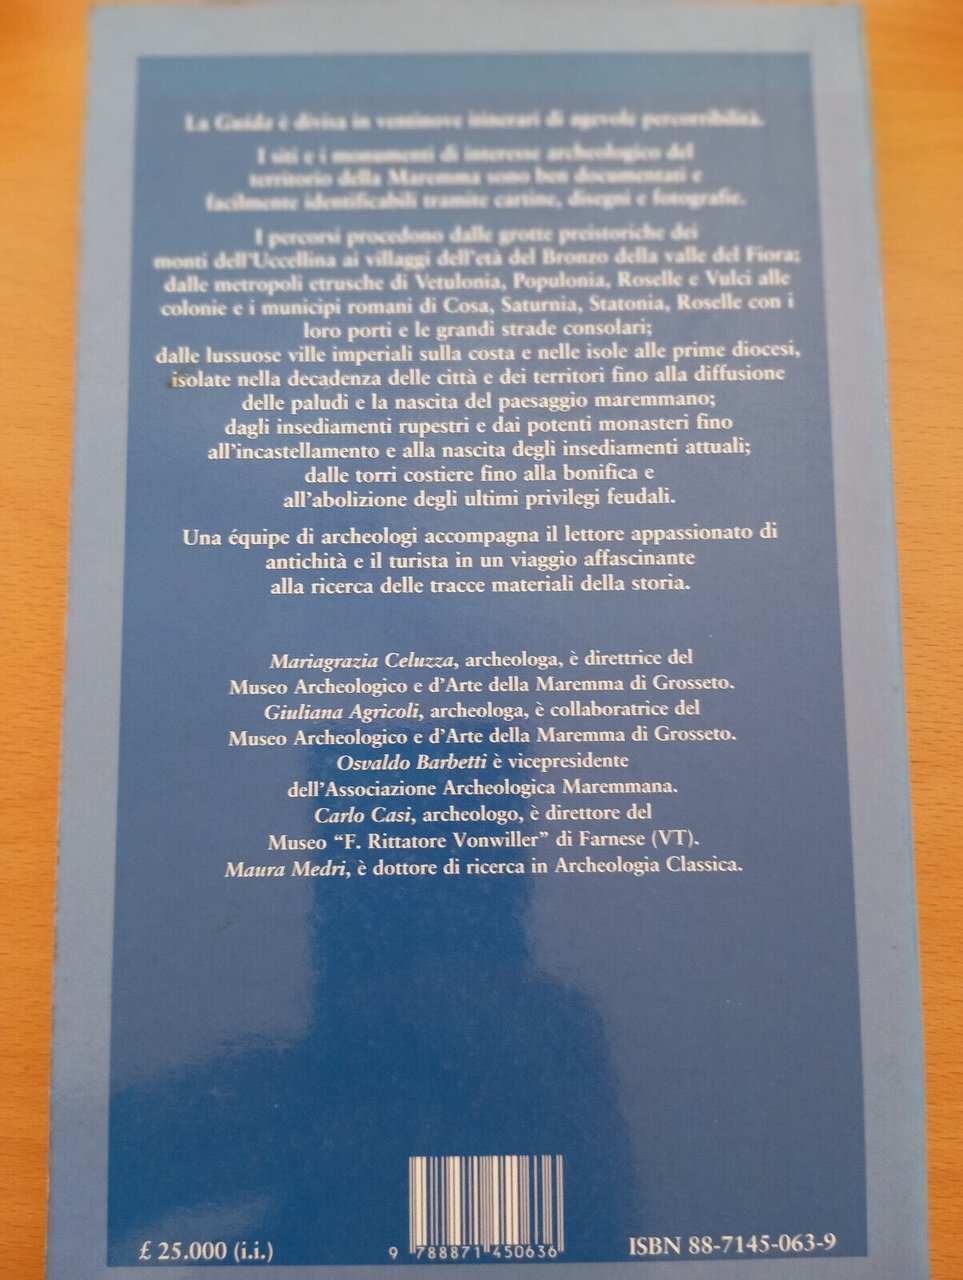 La Guida è divisa in ventinove itinerari di agevole percorribilità.
I siti e i monumenti di interesse archeologico del
territorio della Maremma sono ben documentati e
facilmente identificabili tramite cartine, disegni e fotografie.
I percorsi procedono dalle grotte preistoriche dei
monti dell'Uccellina ai villaggi dell'età del Bronzo della valle del Fiora;
dalle metropoli etrusche di Vetulonia, Populonia, Roselle e Vulci alle
colonie e i municipi romani di Cosa, Saturnia, Statonia, Roselle con i
loro porti e le grandi strade consolari;
dalle lussuose ville imperiali sulla costa e nelle isole alle prime diocesi,
isolate nella decadenza delle città e dei territori fino alla diffusione
delle paludi e la nascita del paesaggio maremmano;
dagli insediamenti rupestri e dai potenti monasteri fino
all'incastellamento e alla nascita degli insediamenti attuali;
dalle torri costiere fino alla bonifica e
all'abolizione degli ultimi privilegi feudali.
Una équipe di archeologi accompagna il lettore appassionato di
antichità e il turista in un viaggio affascinante
alla ricerca delle tracce materiali della storia.
Mariagrazia Celuzza, archeologa, è direttrice del
Museo Archeologico e d'Arte della Maremma di Grosseto.
Giuliana Agricoli, archeologa, è collaboratrice del
Museo Archeologico e d'Arte della Maremma di Grosseto.
Osvaldo Barbetti è vicepresidente
dell'Associazione Archeologica Maremmana.
Carlo Casi, archeologo, è direttore del
Museo “F. Rittatore Vonwiller” di Farnese (VT).
Maura Medri, è dottore di ricerca in Archeologia Classica.
£ 25.000 (i.i.)
9 788871 450636
ISBN 88-7145-063-9